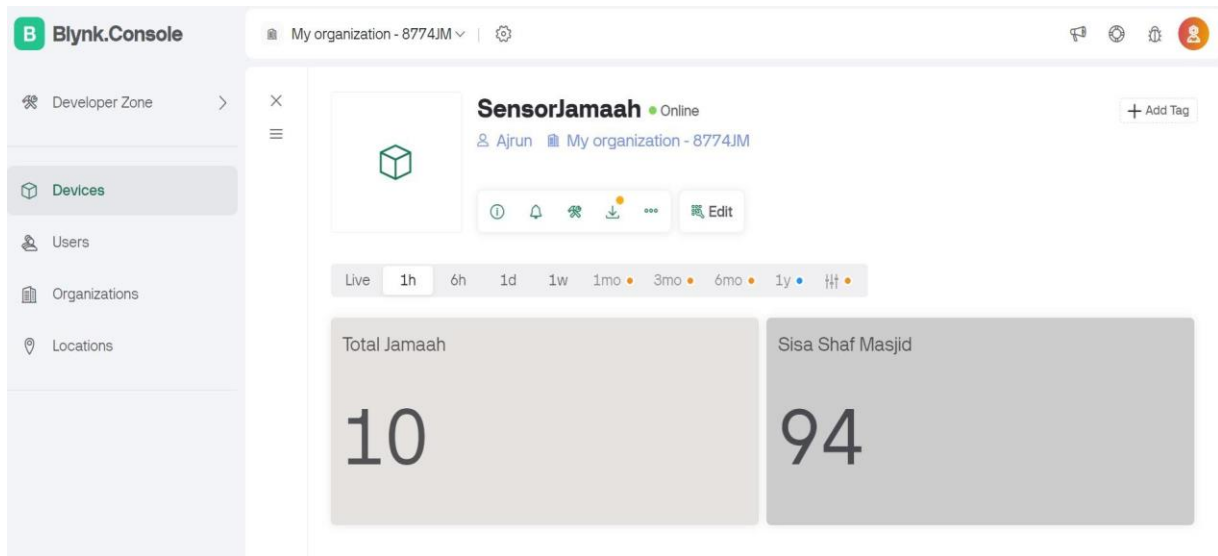 B Blynk.Console
My organization - 8774JM
Developer Zone
Devices
Users
Organizations
Locations
SensorJamaah Online
Ajrun My organization - 8774JM
+ Add Tag
Edit
Live 1h 6h 1d 1w 1mo 3mo 6mo 1y
Total Jamaah
10
Sisa Shaf Masjid
94